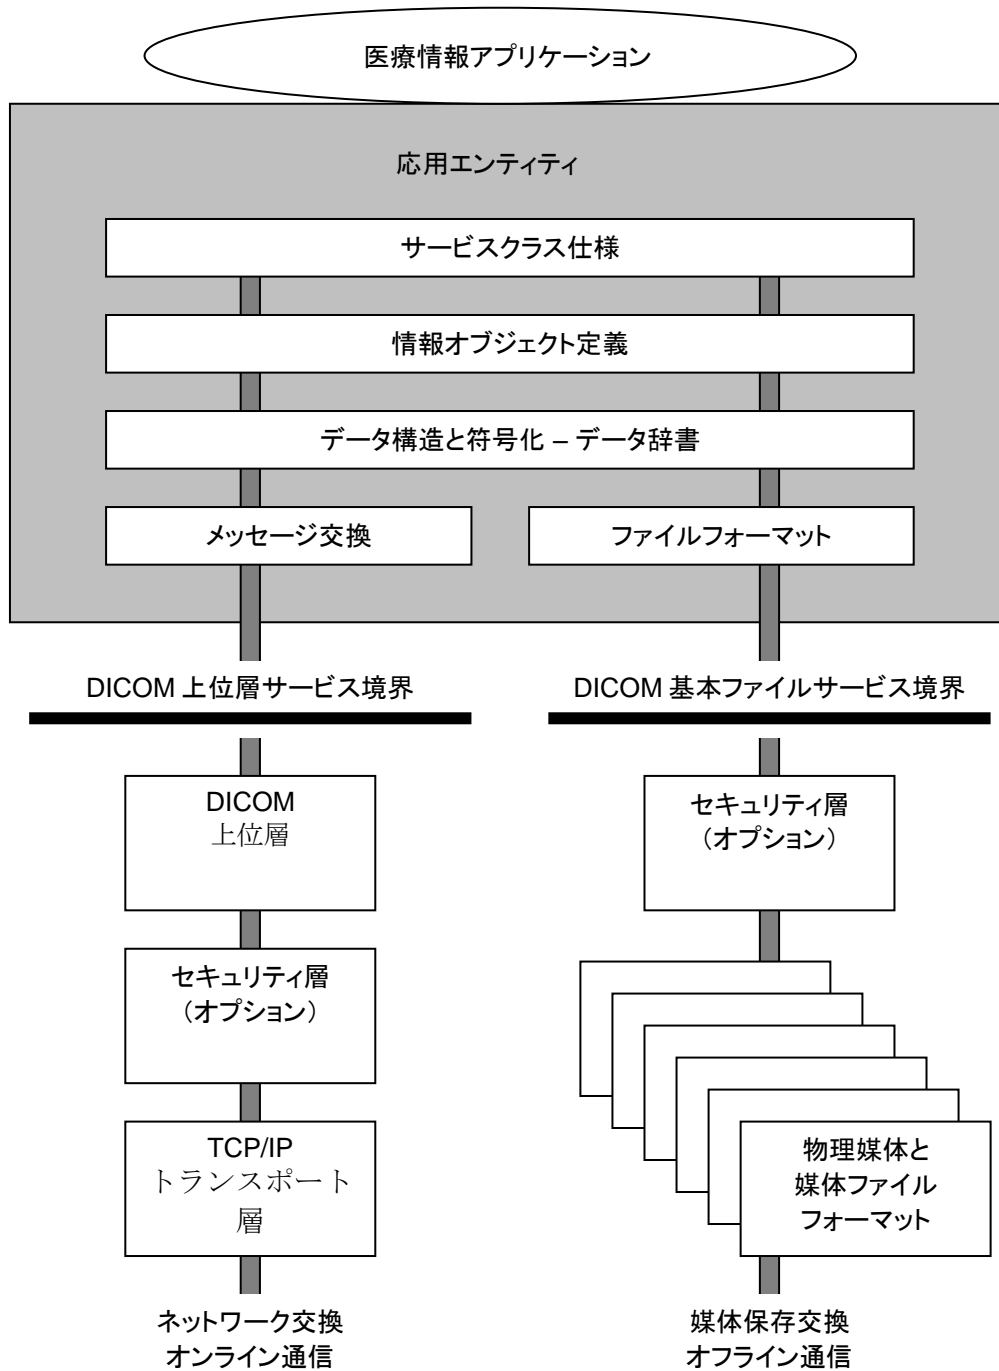 医療情報アプリケーション
応用エンティティ
サービスクラス仕様
情報オブジェクト定義
データ構造と符号化 – データ辞書
メッセージ交換
ファイルフォーマット
DICOM 上位層サービス境界
DICOM 基本ファイルサービス境界
DICOM
上位層
セキュリティ層
（オプション）
TCP/IP
トランスポート
層
ネットワーク交換
オンライン通信
セキュリティ層
（オプション）
物理媒体と
媒体ファイル
フォーマット
媒体保存交換
オフライン通信